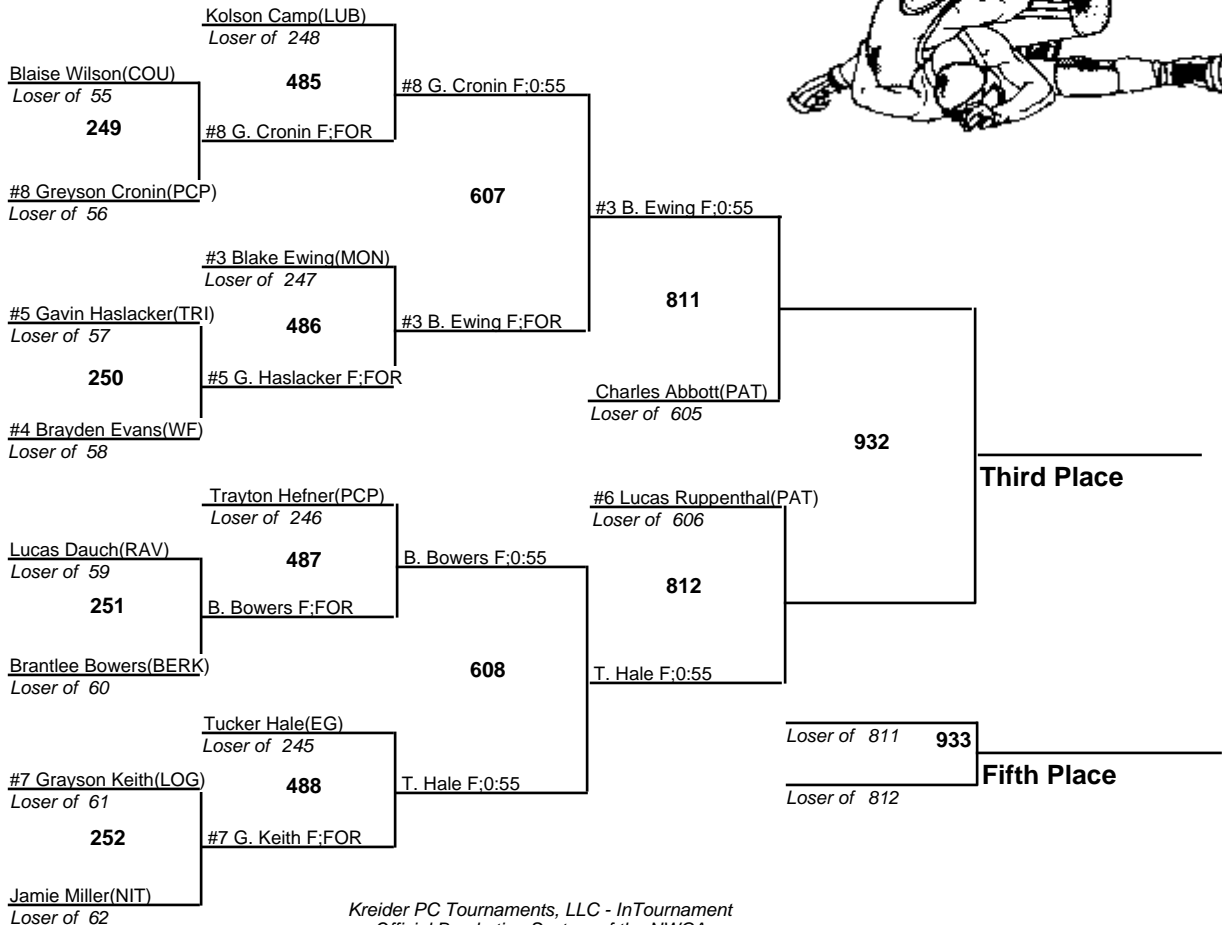 Kolson Camp(LUB)
Loser of 248
Blaise Wilson(COU)
Loser of 55
485
#8 G. Cronin F;0:55
249
#8 G. Cronin F;FOR
#8 Greyson Cronin(PCP)
Loser of 56
607
#3 B. Ewing F;0:55
#3 Blake Ewing(MON)
Loser of 247
#5 Gavin Haslacker(TRI)
Loser of 57
486
#3 B. Ewing F;FOR
811
250
#5 G. Haslacker F;FOR
Charles Abbott(PAT)
Loser of 605
#4 Brayden Evans(WF)
Loser of 58
932
Third Place
Trayton Hefner(PCP)
Loser of 246
#6 Lucas Ruppenthal(PAT)
Loser of 606
Lucas Dauch(RAV)
Loser of 59
487
B. Bowers F;0:55
812
251
B. Bowers F;FOR
Brantlee Bowers(BERK)
Loser of 60
608
T. Hale F;0:55
Tucker Hale(EG)
Loser of 245
Loser of 811
933
#7 Grayson Keith(LOG)
Loser of 61
488
T. Hale F;0:55
Fifth Place
Loser of 812
252
#7 G. Keith F;FOR
Jamie Miller(NIT)
Loser of 62
Kreider PC Tournaments, LLC - InTournament